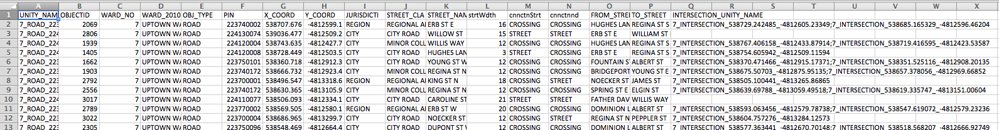 A B C D E F G H I J K L M N O P Q R S T U V W X
1 UNITY_NAM OBJECTID WARD_NO WARD_2010 OBJ_TYPE PIN X_COORD Y_COORD JURISDICTI STREET_CLA STREET_NAM strtWdth cnnctnStrt cnnctnnd FROM_STREE TO_STREET INTERSECTION_UNITY_NAME
2 7_ROAD_223 2069 7 UPTOWN WA ROAD 223740002 538707.676 -4812599.1 REGION REGIONAL A ERB ST E 16 CROSSING CROSSING HUGHES LAN REGINA ST S 7_INTERSECTION_538729.242485_-4812605.23349;7_INTERSECTION_538685.165329_-4812596.46204
3 7_ROAD_224 2806 7 UPTOWN WA ROAD 224130074 539036.477 -4812509.2 CITY CITY ROAD WILLOW ST 15 STREET STREET ERB ST E WILLIAM ST
4 7_ROAD_224 1939 7 UPTOWN WA ROAD 224120004 538743.635 -4812427.7 CITY MINOR COLL WILLIS WAY 12 CROSSING CROSSING HUGHES LAN REGINA ST S 7_INTERSECTION_538767.406158_-4812433.87914;7_INTERSECTION_538719.416595_-4812423.53587
5 7_ROAD_224 1405 7 UPTOWN WA ROAD 224120008 538728.449 -4812503.5 CITY CITY ROAD HUGHES LAN 3 STREET CROSSING ERB ST E REGINA ST S 7_INTERSECTION_538754.605942_-4812509.11594
6 7_ROAD_223 1662 7 UPTOWN WA ROAD 223750101 538360.718 -4812912.3 CITY CITY ROAD YOUNG ST W 12 CROSSING CROSSING FOUNTAIN S ALBERT ST 7_INTERSECTION_538370.471466_-4812915.17371;7_INTERSECTION_538351.525116_-4812908.20135
7 7_ROAD_223 1903 7 UPTOWN WA ROAD 223740172 538666.732 -4812923.4 CITY MINOR COLL REGINA ST N 12 CROSSING CROSSING BRIDGEPORT YOUNG ST E 7_INTERSECTION_538675.50703_-4812875.95135;7_INTERSECTION_538657.378056_-4812969.66852
8 7_ROAD_223 2792 7 UPTOWN WA ROAD 223700001 538496.547 -4813318.6 REGION REGIONAL A KING ST N 18 CROSSING STREET NOECKER ST JAMES ST 7_INTERSECTION_538505.100441_-4813265.86865
9 7_ROAD_223 2556 7 UPTOWN WA ROAD 223740172 538630.365 -4813105.9 CITY MINOR COLL REGINA ST N 12 CROSSING CROSSING SPRING ST E ELGIN ST 7_INTERSECTION_538639.69788_-4813059.49518;7_INTERSECTION_538619.335747_-4813151.00604
10 7_ROAD_224 3017 7 UPTOWN WA ROAD 224110077 538506.093 -4812334.1 CITY CITY ROAD CAROLINE ST 21 STREET STREET FATHER DAV WILLIS WAY
11 7_ROAD_223 2789 7 UPTOWN WA ROAD 223770002 538569.505 -4812580.1 REGION REGIONAL A ERB ST W 20 CROSSING CROSSING DOMINION L ALBERT ST 7_INTERSECTION_538593.063456_-4812579.78738;7_INTERSECTION_538547.619072_-4812579.23236
12 7_ROAD_223 3022 7 UPTOWN WA ROAD 223700004 538686.965 -4813299.7 CITY CITY ROAD NOECKER ST 12 CROSSING STREET REGINA ST N PEPPLER ST 7_INTERSECTION_538604.757276_-4813284.12573
13 7_ROAD_223 2305 7 UPTOWN WA ROAD 223750096 538548.469 -4812664.4 CITY CITY ROAD DUPONT ST 12 CROSSING CROSSING DOMINION L ALBERT ST 7_INTERSECTION_538577.363441_-4812670.70148;7_INTERSECTION_538518.568207_-4812666.92749